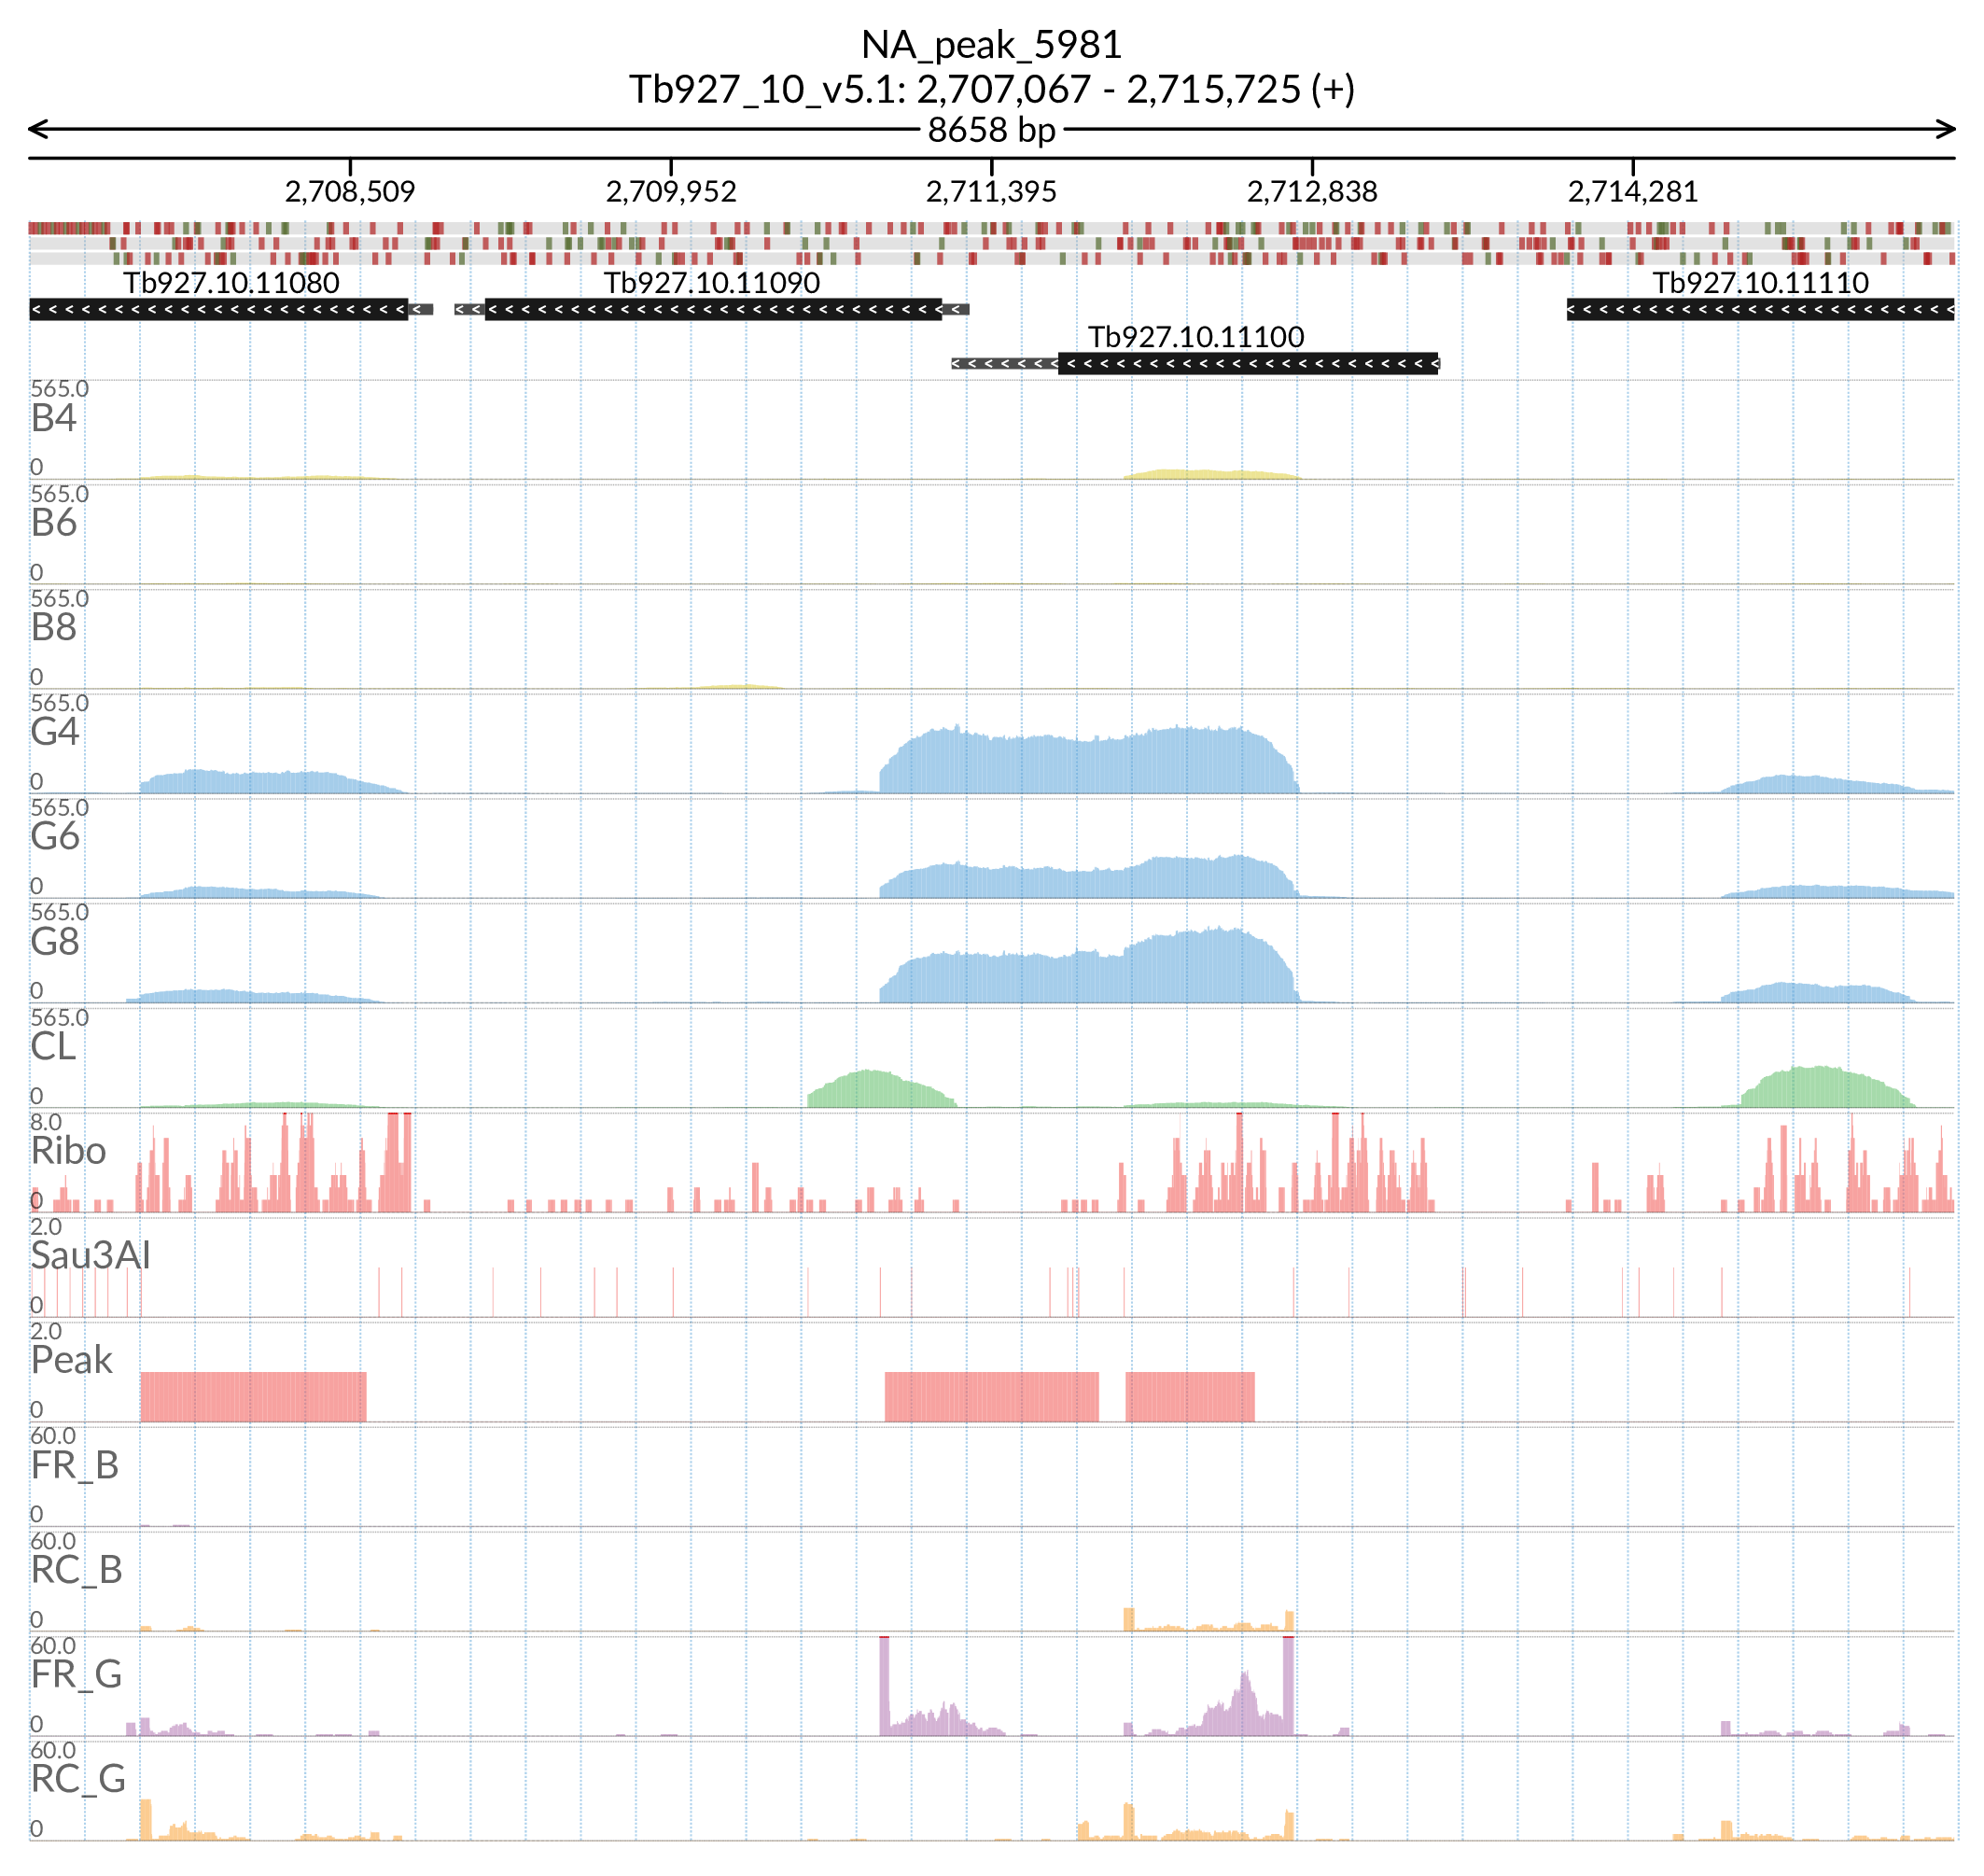 NA_peak_5981
Tb927_10_v5.1: 2,707,067 - 2,715,725 (+)
8658 bp
2,708,509 2,709,952 2,711,395 2,712,838 2,714,281
Tb927.10.11080 Tb927.10.11090 Tb927.10.11110
Tb927.10.11100
565.0
B4
0
565.0
B6
0
565.0
B8
0
565.0
G4
0
565.0
G6
0
565.0
G8
0
565.0
CL
0
8.0
Ribo
0
2.0
Sau3AI
0
2.0
Peak
0
60.0
FR_B
0
60.0
RC_B
0
60.0
FR_G
0
60.0
RC_G
0